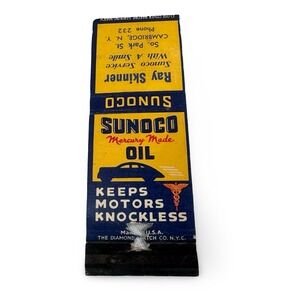 Ray Skinner
Sunoco Service
With A Smile
So. Park St.
CAMBRIDGE, N. Y.
Phone 232
SUNOCO
SUNOCO
Mercury Made
OIL
KEEPS
MOTORS
KNOCKLESS
U.S.A.
THE DIAMOND MATCH CO. N.Y.C.